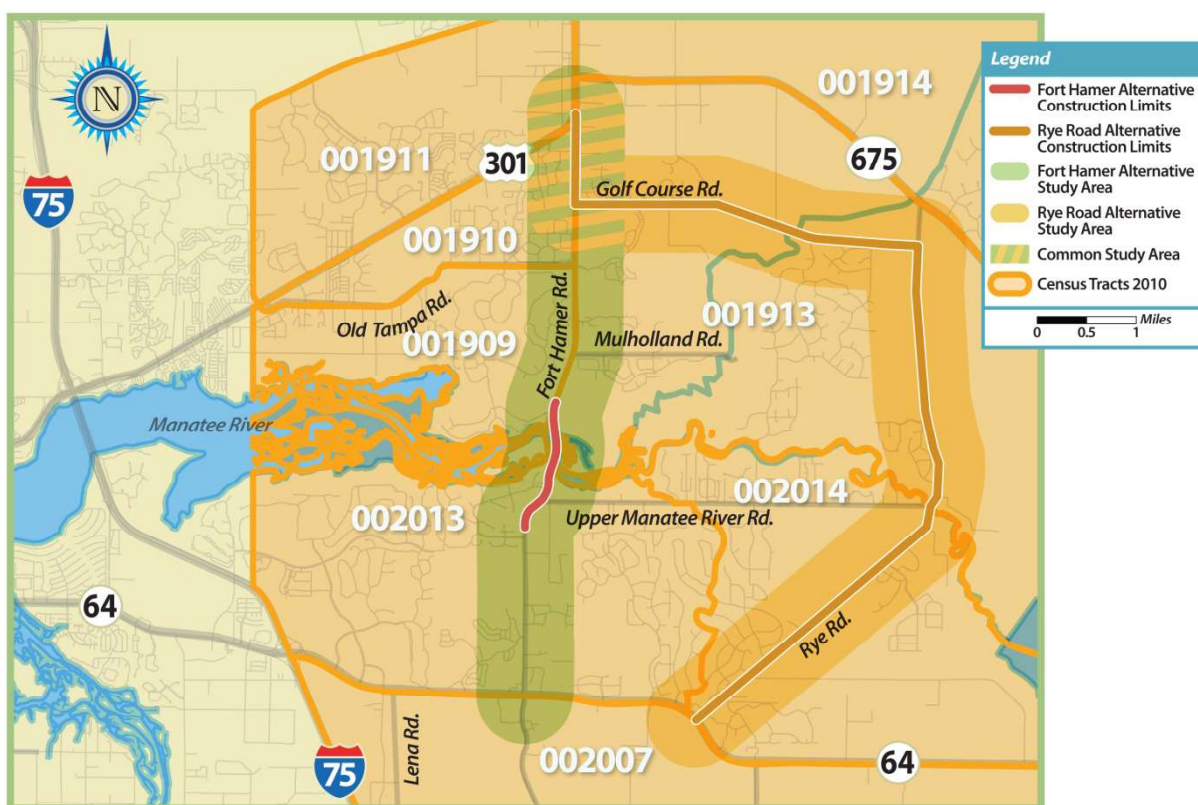 N
Legend
Fort Hamer Alternative
Construction Limits
Rye Road Alternative
Construction Limits
Fort Hamer Alternative
Study Area
Rye Road Alternative
Study Area
Common Study Area
Census Tracts 2010
Miles
0 0.5 1
001914
001911
301
675
75
Golf Course Rd.
001910
Old Tampa Rd.
Fort Hamer Rd.
001913
001909
Mulholland Rd.
Manatee River
002014
002013
Upper Manatee River Rd.
64
Rye Rd.
Lena Rd.
002007
64
75